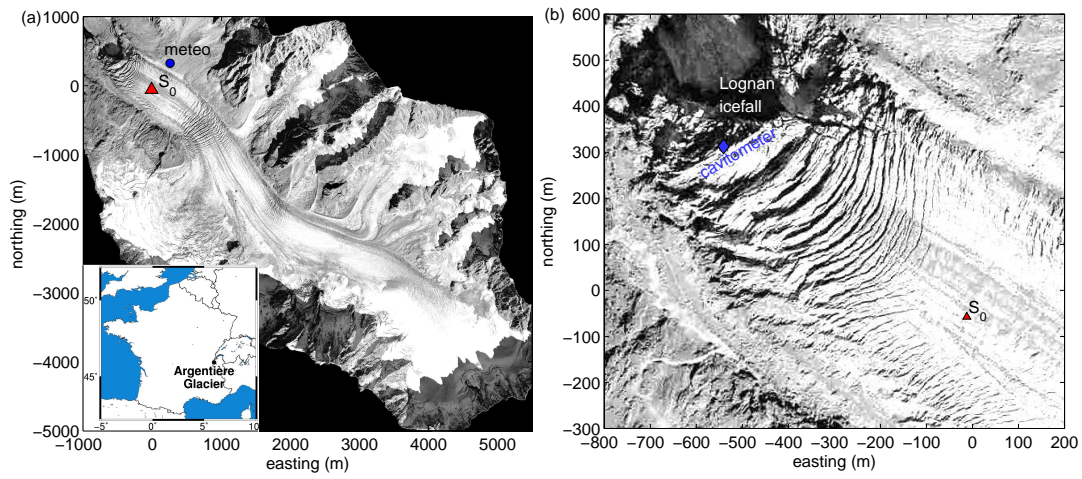 (a)
1000
0
−1000
−2000
−3000
−4000
−5000
northing (m)
meteo
S0
50˚
45˚
−5˚
0˚
5˚
10˚
Argentière
Glacier
−1000
0
1000
2000
3000
4000
5000
easting (m)
(b)
600
500
400
300
200
100
0
−100
−200
−300
northing (m)
Lognan
icefall
cavitometer
S0
−800
−700
−600
−500
−400
−300
−200
−100
0
100
200
easting (m)